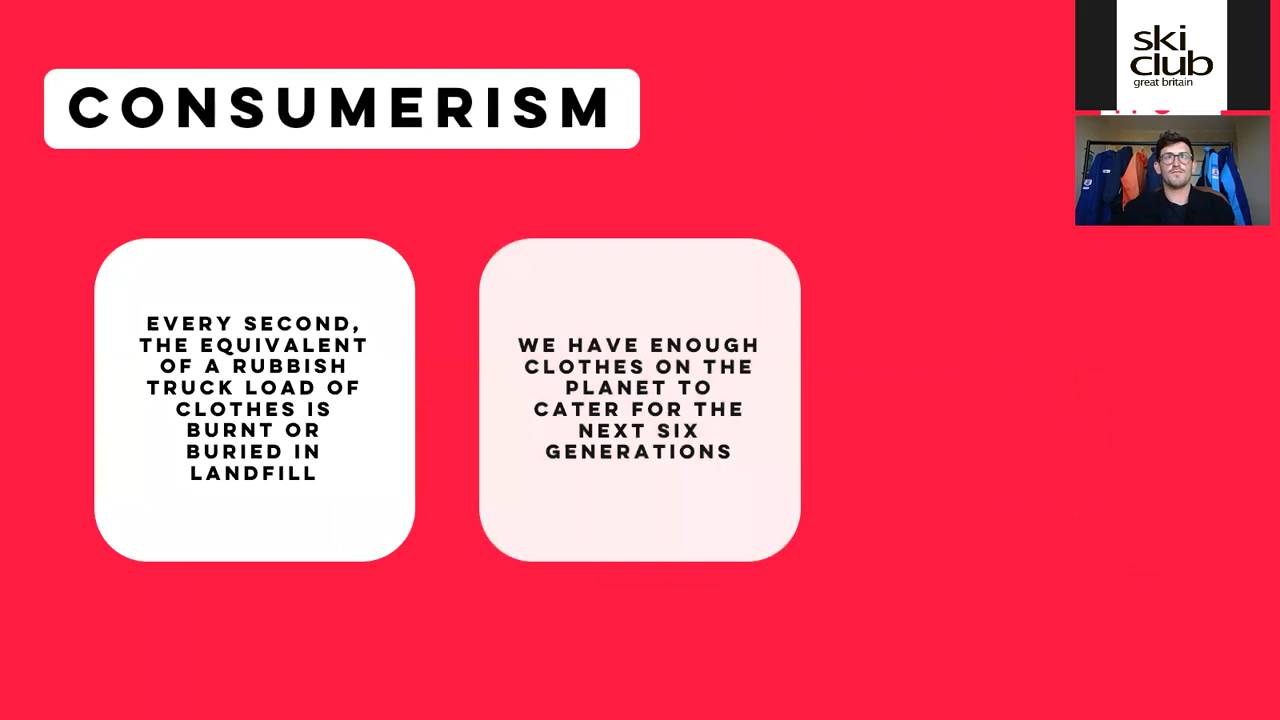 CONSUMERISM
EVERY SECOND,
THE EQUIVALENT
OF A RUBBISH
TRUCK LOAD OF
CLOTHES IS
BURNT OR
BURIED IN
LANDFILL
WE HAVE ENOUGH
CLOTHES ON THE
PLANET TO
CATER FOR THE
NEXT SIX
GENERATIONS
ski
club
great britain